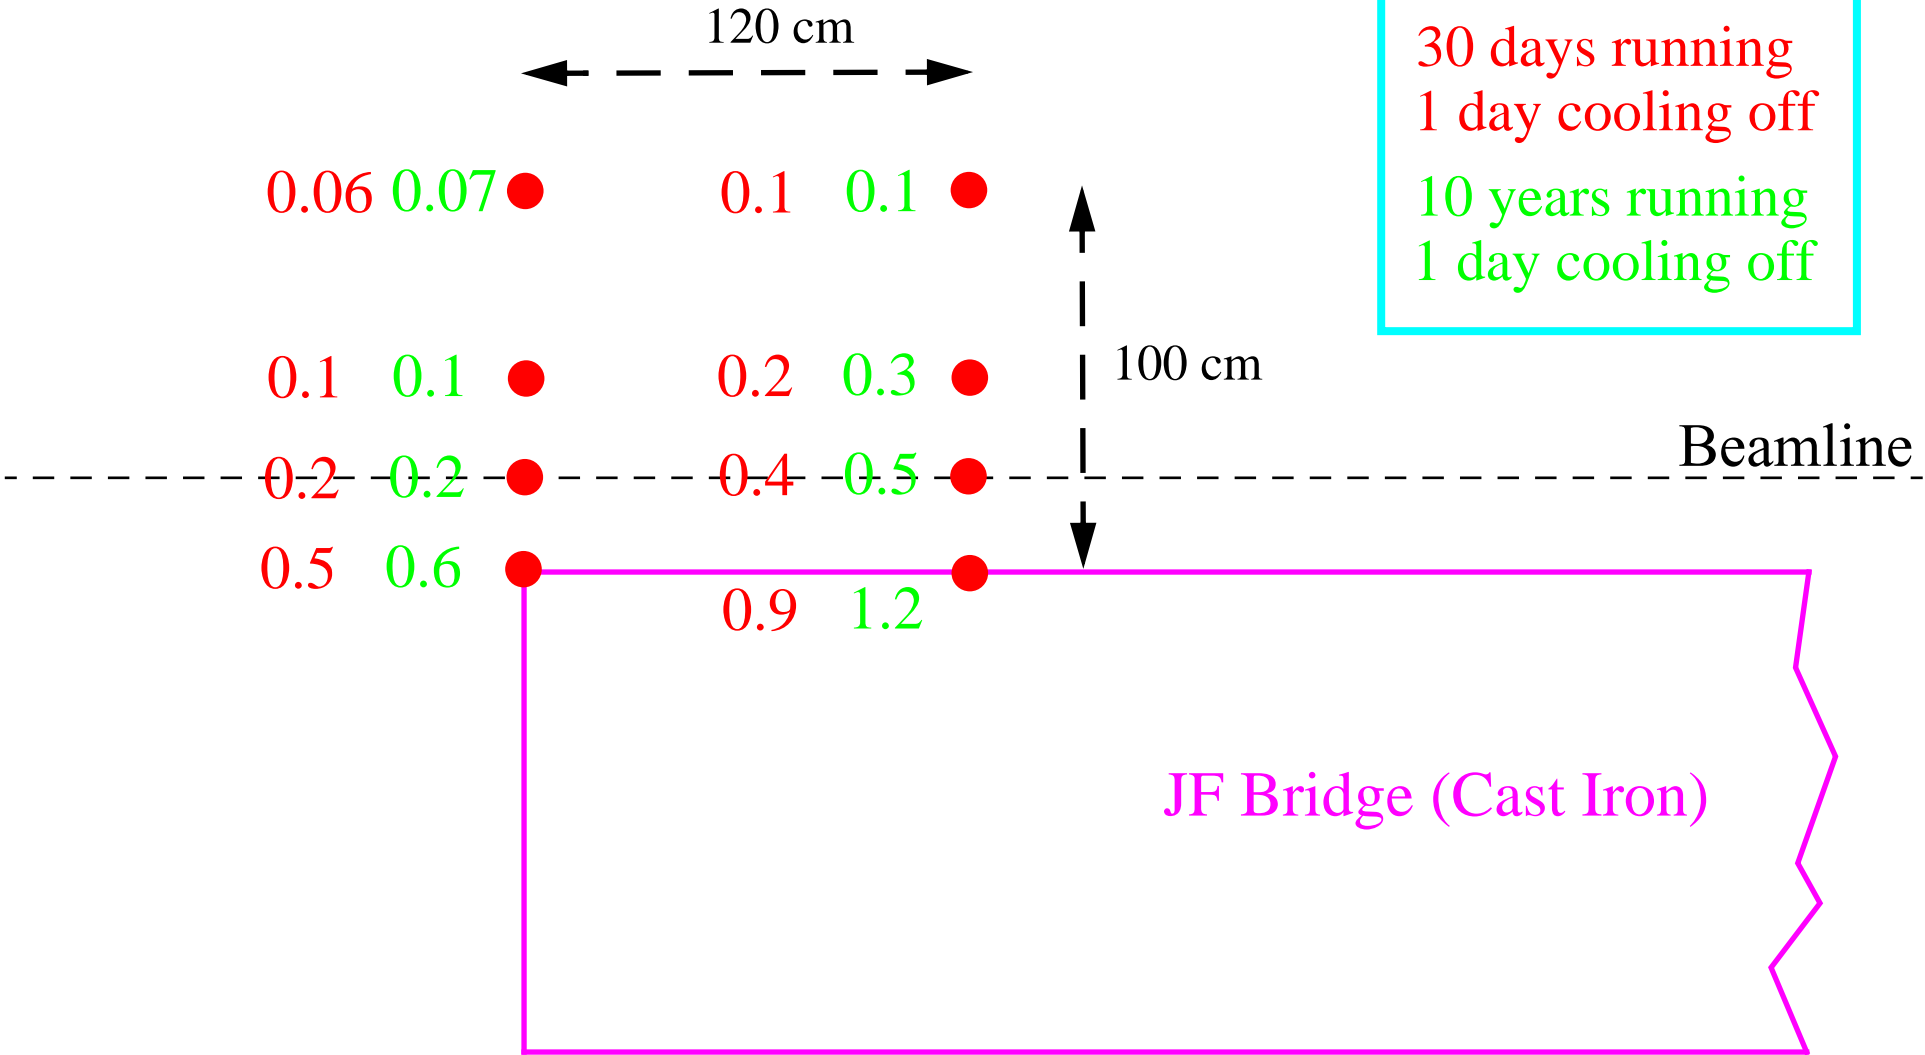 120 cm
30 days running
1 day cooling off
10 years running
1 day cooling off
0.06 0.07 0.1 0.1
100 cm
0.1 0.1 0.2 0.3
Beamline
0.2 0.2 0.4 0.5
0.5 0.6
0.9 1.2
JF Bridge (Cast Iron)